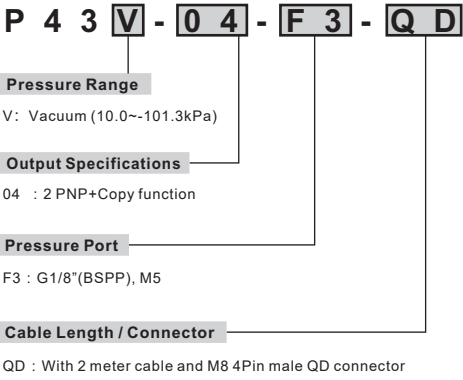 P 4 3 V - 0 4 - F 3 - Q D
Pressure Range
V: Vacuum (10.0~-101.3kPa)
Output Specifications
04 : 2 PNP+Copy function
Pressure Port
F3 : G1/8"(BSPP), M5
Cable Length / Connector
QD : With 2 meter cable and M8 4Pin male QD connector